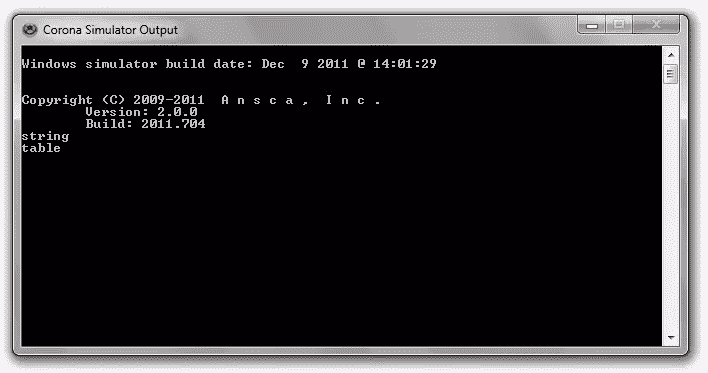 Corona Simulator Output
Windows simulator build date: Dec  9 2011 @ 14:01:29
Copyright (C) 2009-2011  A n s c a ,  I n c .
        Version: 2.0.0
        Build: 2011.704
string
table